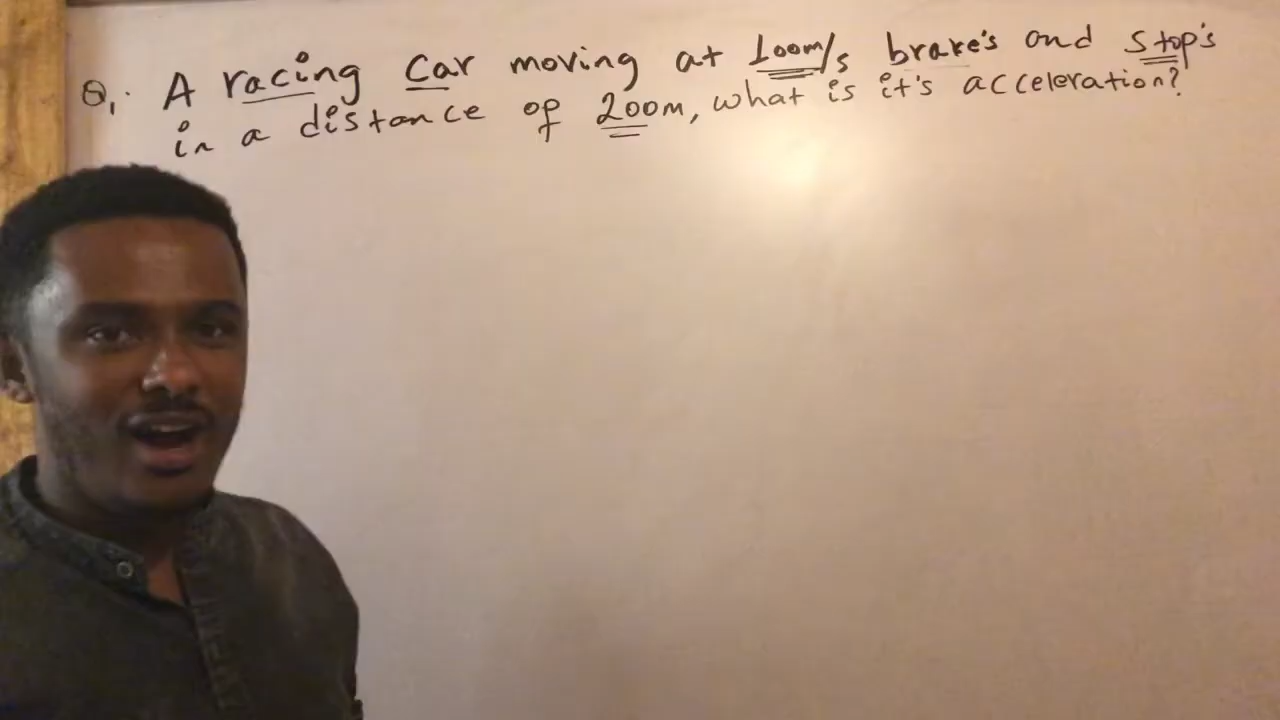 Q1. A racing car moving at 100m/s brake's and stop's
in a distance of 200m, what is it's acceleration?